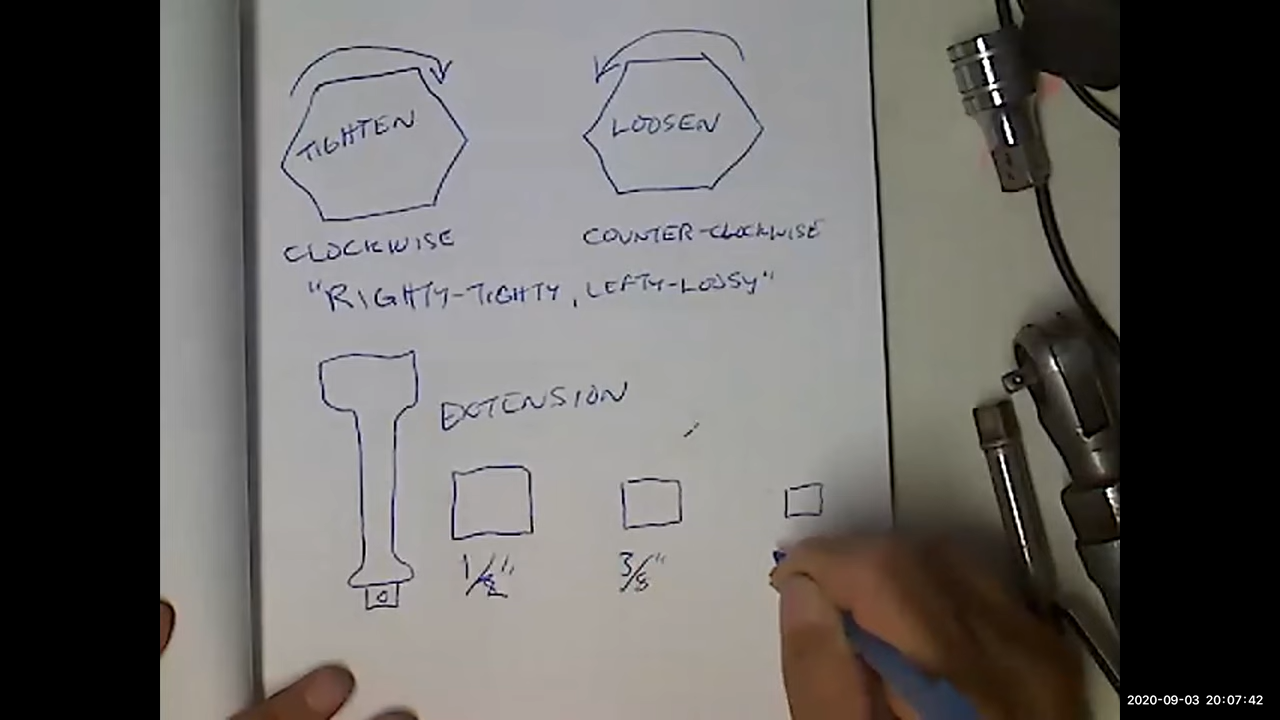 TIGHTEN
LOOSEN
CLOCKWISE
COUNTER-CLOCKWISE
"RIGHTY-TIGHTY, LEFTY-LOOSY"
EXTENSION
1/2" 3/8"
2020-09-03 20:07:42